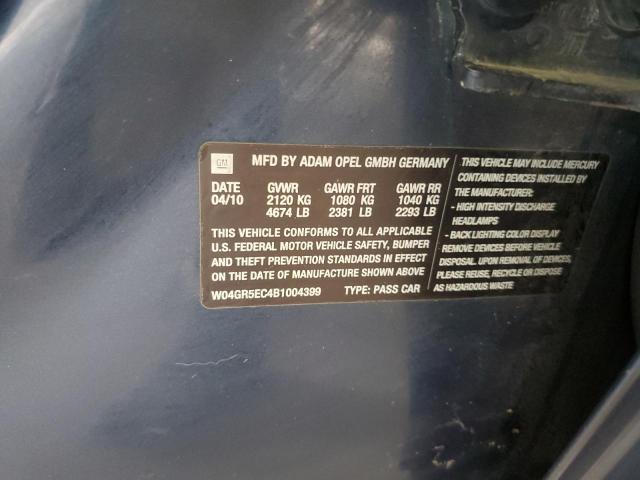 GM
MFD BY ADAM OPEL GMBH GERMANY
DATE GVWR GAWR FRT GAWR RR
04/10 2120 KG 1080 KG 1040 KG
4674 LB 2381 LB 2293 LB
THIS VEHICLE CONFORMS TO ALL APPLICABLE
U.S. FEDERAL MOTOR VEHICLE SAFETY, BUMPER
AND THEFT PREVENTION STANDARDS IN EFFECT
ON THE DATE OF MANUFACTURE SHOWN ABOVE
W04GR5EC4B1004399 TYPE: PASS CAR
THIS VEHICLE MAY INCLUDE MERCURY
CONTAINING DEVICES INSTALLED BY
THE MANUFACTURER:
- HIGH INTENSITY DISCHARGE
HEADLAMPS
- BACK LIGHTING COLOR DISPLAY
REMOVE DEVICES BEFORE VEHICLE
DISPOSAL. UPON REMOVAL OF DEVICES,
PLEASE REUSE, RECYCLE OR DISPOSE
AS HAZARDOUS WASTE